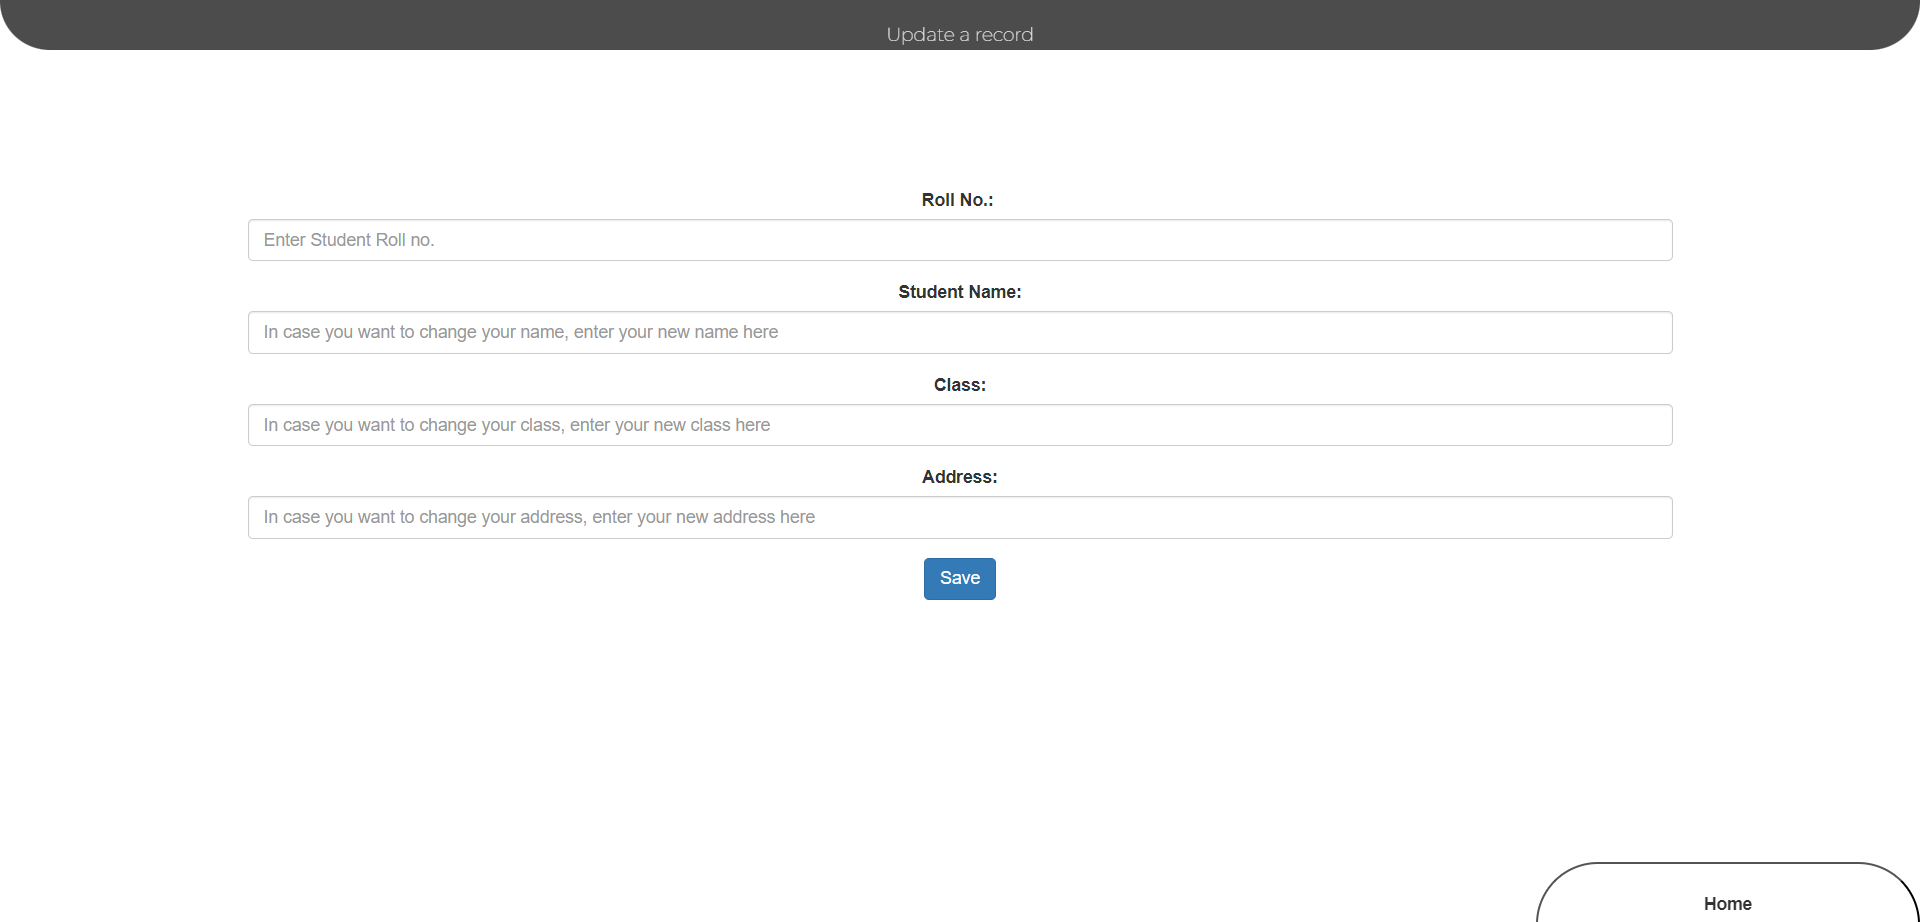 Update a record
Roll No.:
Enter Student Roll no.
Student Name:
In case you want to change your name, enter your new name here
Class:
In case you want to change your class, enter your new class here
Address:
In case you want to change your address, enter your new address here
Save
Home